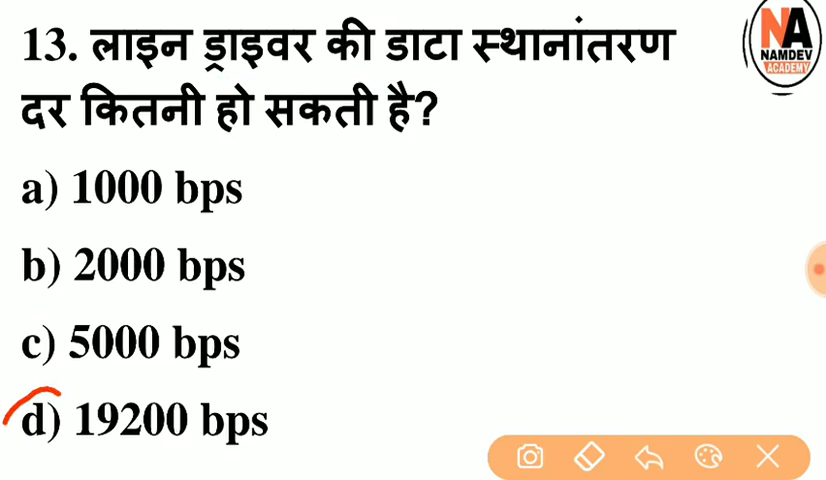 13. लाइन ड्राइवर की डाटा स्थानांतरण
दर कितनी हो सकती है?
a) 1000 bps
b) 2000 bps
c) 5000 bps
d) 19200 bps
NA
NAMDEV
ACADEMY